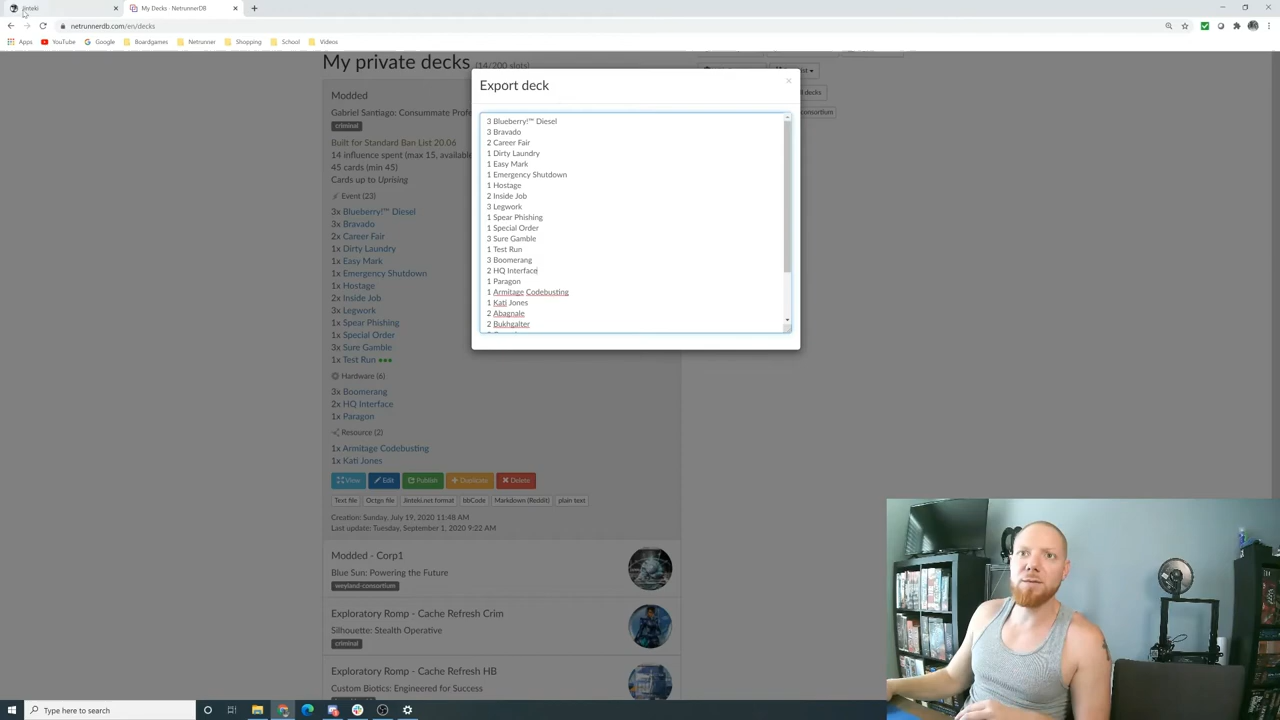 jinteki
My Decks · NetrunnerDB
netrunnerdb.com/en/decks
Apps
YouTube
Google
Boardgames
Netrunner
Shopping
School
Videos
My private decks (14/200 slots)
Modded
Gabriel Santiago: Consummate Profe
criminal
Built for Standard Ban List 20.06
14 influence spent (max 15, available
45 cards (min 45)
Cards up to Uprising
Event (23)
3x Blueberry!™ Diesel
3x Bravado
2x Career Fair
1x Dirty Laundry
1x Easy Mark
1x Emergency Shutdown
1x Hostage
2x Inside Job
3x Legwork
1x Spear Phishing
1x Special Order
3x Sure Gamble
1x Test Run
Hardware (6)
3x Boomerang
2x HQ Interface
1x Paragon
Resource (2)
1x Armitage Codebusting
1x Kati Jones
View
Edit
Publish
Duplicate
Delete
Text file
Octgn file
Jinteki.net format
bbCode
Markdown (Reddit)
plain text
Creation: Sunday, July 19, 2020 11:48 AM
Last update: Tuesday, September 1, 2020 9:22 AM
Modded - Corp1
Blue Sun: Powering the Future
weyland-consortium
Exploratory Romp - Cache Refresh Crim
Silhouette: Stealth Operative
criminal
Exploratory Romp - Cache Refresh HB
Custom Biotics: Engineered for Success
Export deck
×
3 Blueberry!™ Diesel
3 Bravado
2 Career Fair
1 Dirty Laundry
1 Easy Mark
1 Emergency Shutdown
1 Hostage
2 Inside Job
3 Legwork
1 Spear Phishing
1 Special Order
3 Sure Gamble
1 Test Run
3 Boomerang
2 HQ Interface
1 Paragon
1 Armitage Codebusting
1 Kati Jones
2 Abagnale
2 Bukhgalter
decks
onsortium
Type here to search